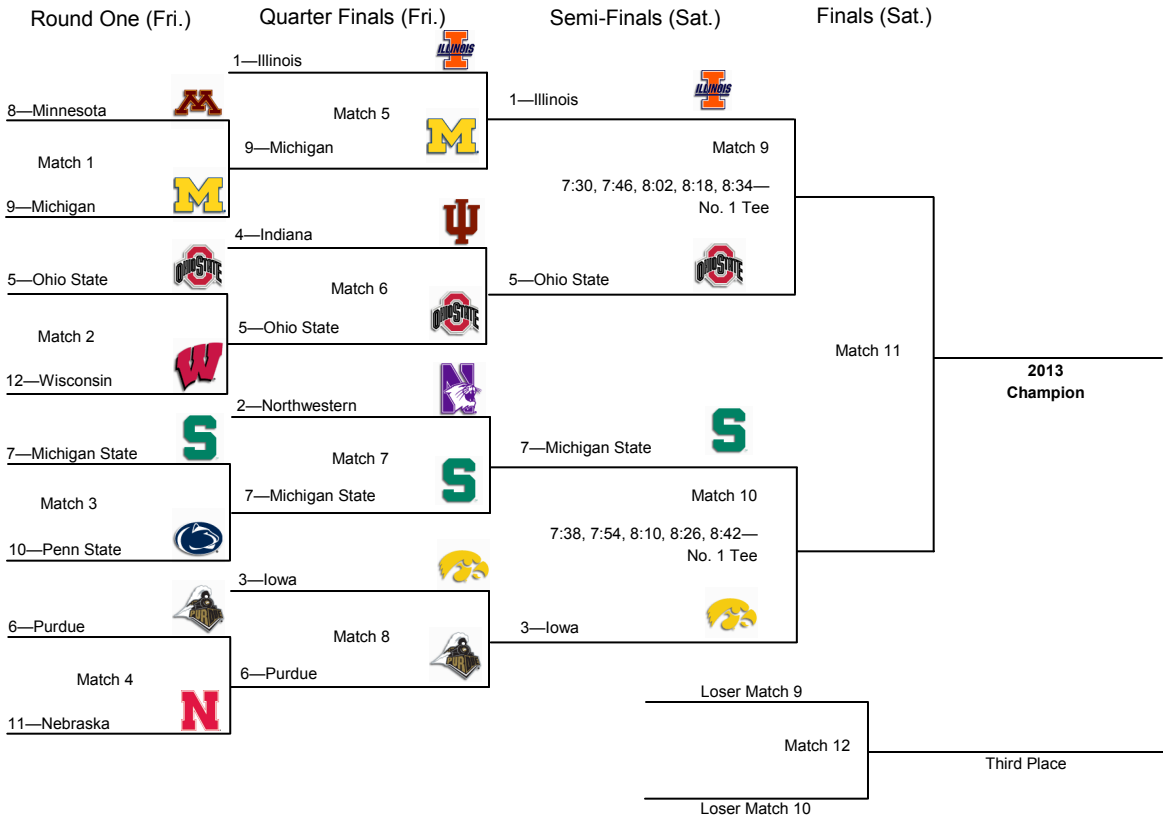 Round One (Fri.)
Quarter Finals (Fri.)
Semi-Finals (Sat.)
Finals (Sat.)
8—Minnesota
Match 1
9—Michigan
5—Ohio State
OHIO STATE
Match 2
12—Wisconsin
7—Michigan State
Match 3
10—Penn State
6—Purdue
PURDUE
Match 4
11—Nebraska
1—Illinois
ILLINOIS
Match 5
9—Michigan
4—Indiana
Match 6
5—Ohio State
OHIO STATE
2—Northwestern
Match 7
7—Michigan State
3—Iowa
Match 8
6—Purdue
PURDUE
1—Illinois
ILLINOIS
Match 9
7:30, 7:46, 8:02, 8:18, 8:34—
No. 1 Tee
5—Ohio State
OHIO STATE
7—Michigan State
Match 10
7:38, 7:54, 8:10, 8:26, 8:42—
No. 1 Tee
3—Iowa
Match 11
2013
Champion
Loser Match 9
Match 12
Loser Match 10
Third Place